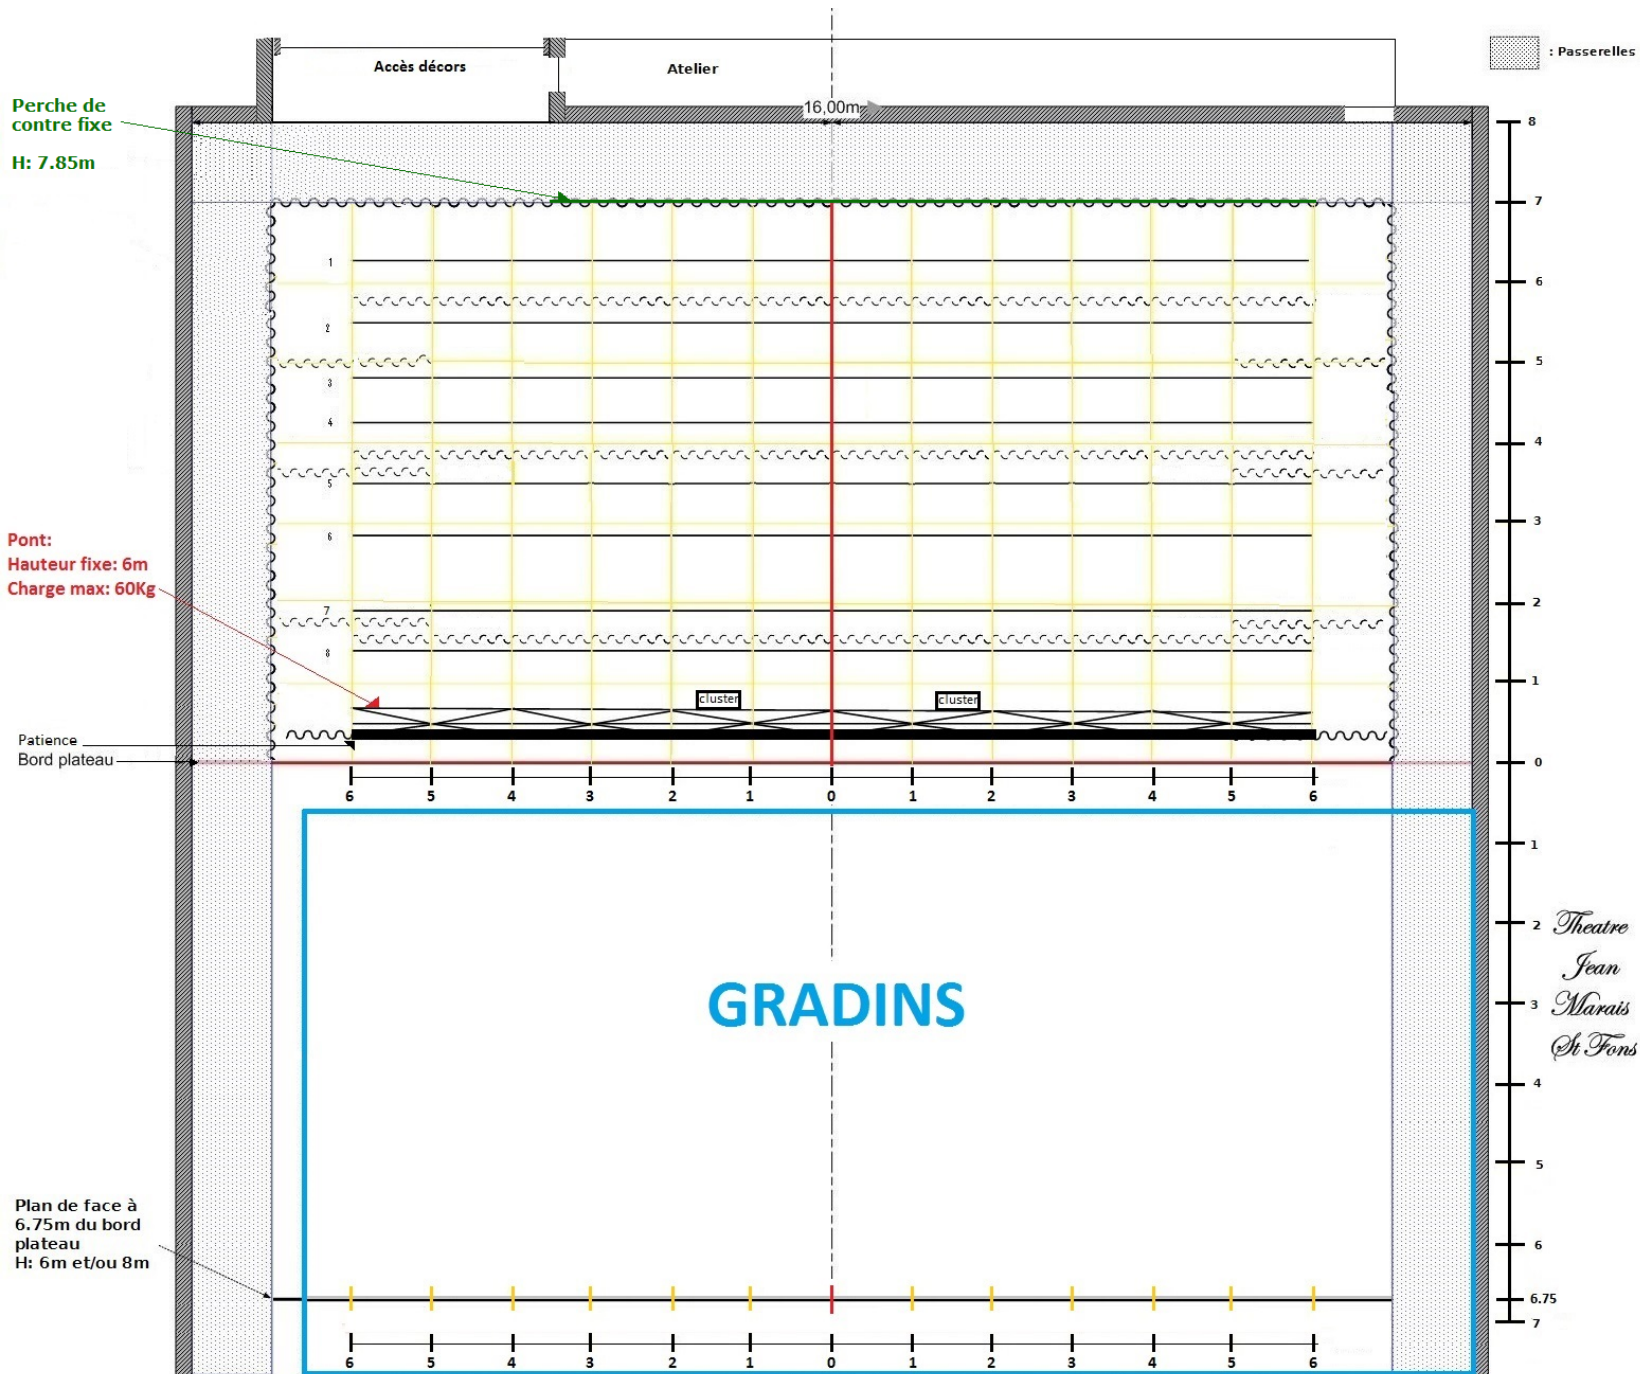 Accès décors
Atelier
: Passerelles
16,00m
Perche de
contre fixe
H: 7.85m
8
7
6
5
4
3
2
1
0
1
2
3
4
5
6
7
8
cluster
cluster
Pont:
Hauteur fixe: 6m
Charge max: 60Kg
Patience
Bord plateau
6 5 4 3 2 1 0 1 2 3 4 5 6
1
2
3
4
5
6
6.75
7
GRADINS
Theatre
Jean
Marais
St Fons
Plan de face à
6.75m du bord
plateau
H: 6m et/ou 8m
6 5 4 3 2 1 0 1 2 3 4 5 6